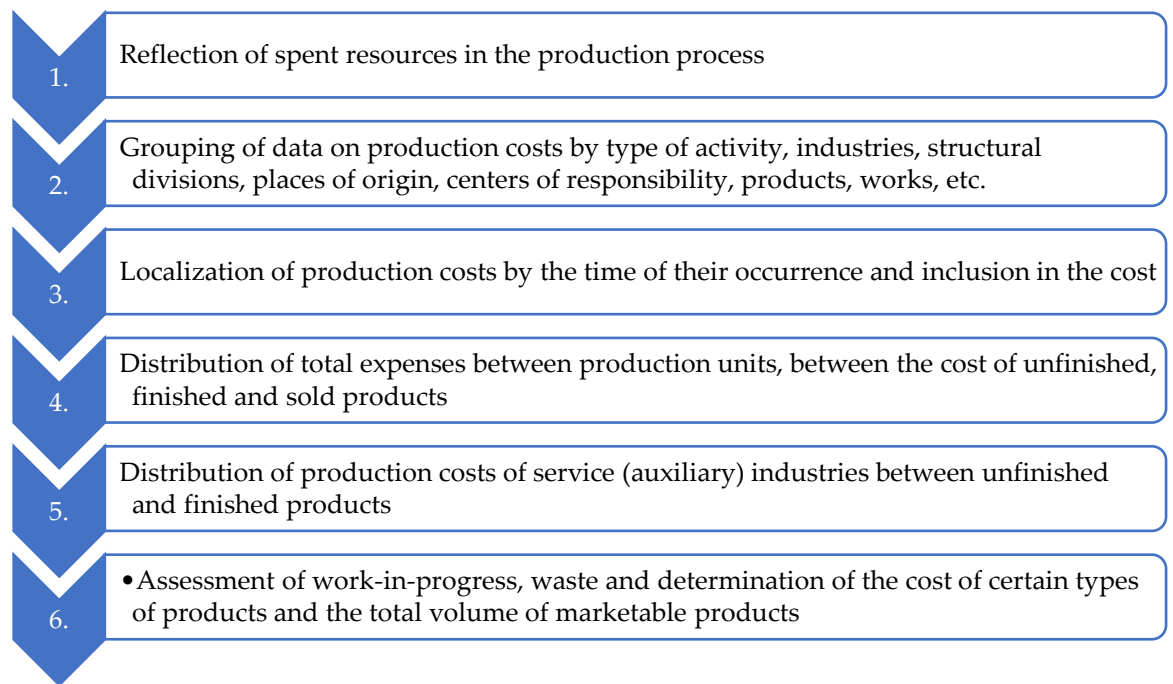 1.
Reflection of spent resources in the production process
2.
Grouping of data on production costs by type of activity, industries, structural
divisions, places of origin, centers of responsibility, products, works, etc.
3.
Localization of production costs by the time of their occurrence and inclusion in the cost
4.
Distribution of total expenses between production units, between the cost of unfinished,
finished and sold products
5.
Distribution of production costs of service (auxiliary) industries between unfinished
and finished products
6.
•Assessment of work-in-progress, waste and determination of the cost of certain types
of products and the total volume of marketable products